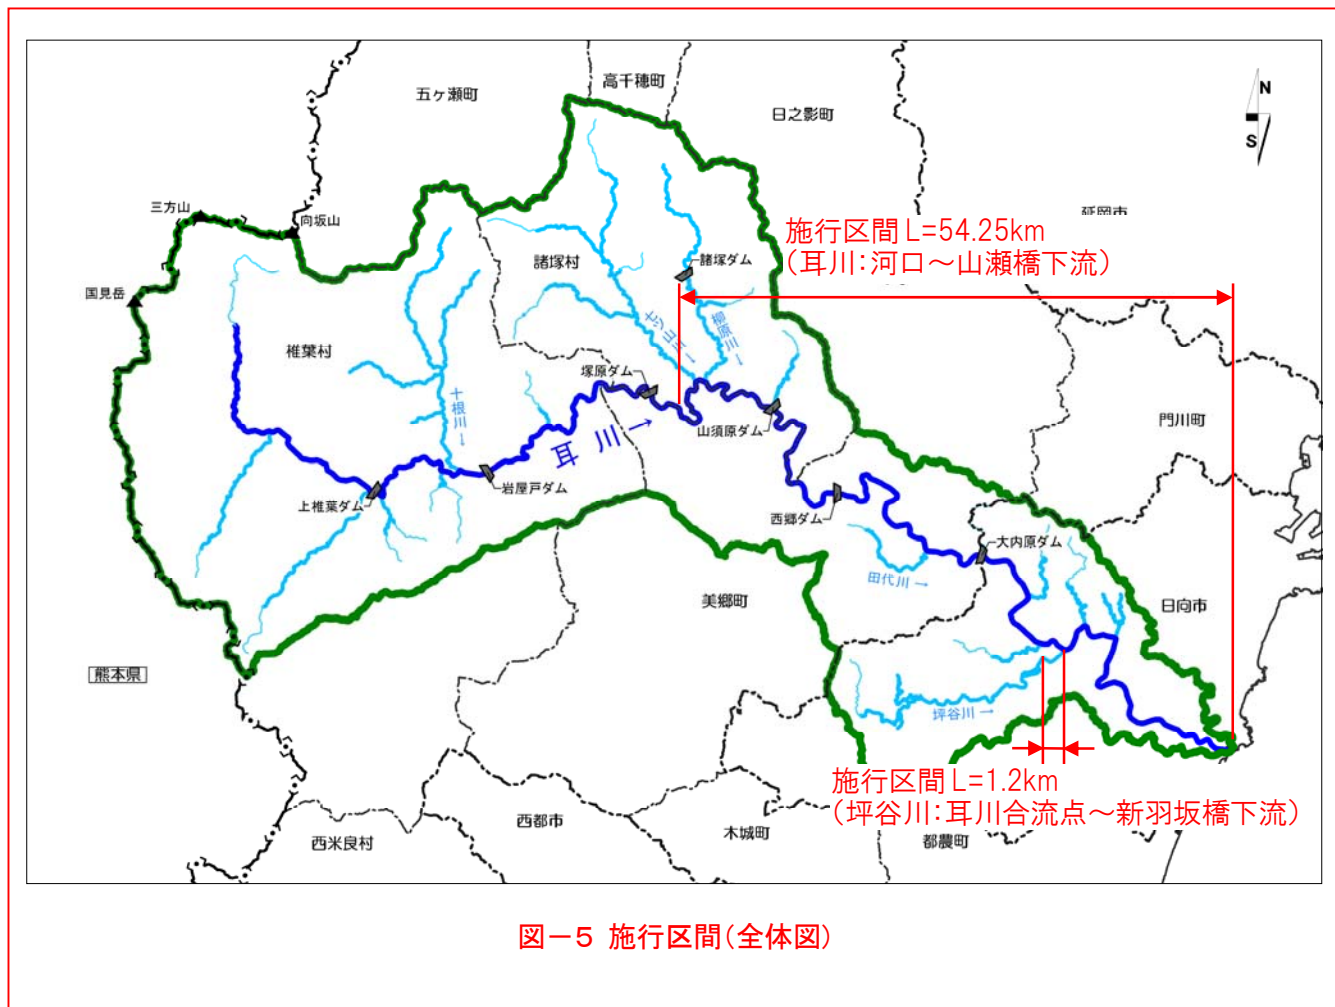 高千穂町
五ヶ瀬町
日之影町
N
S
三方山
向坂山
延岡市
施行区間 L=54.25km
（耳川：河口～山瀬橋下流）
諸塚村
諸塚ダム
国見岳
椎葉村
七ツ山川→
柳原川→
塚原ダム
十根川→
耳川→
山須原ダム
門川町
岩屋戸ダム
上椎葉ダム
西郷ダム
大内原ダム
田代川→
美郷町
日向市
熊本県
坪谷川→
施行区間 L=1.2km
（坪谷川：耳川合流点～新羽坂橋下流）
西米良村
西都市
木城町
都農町
図－５ 施行区間（全体図）